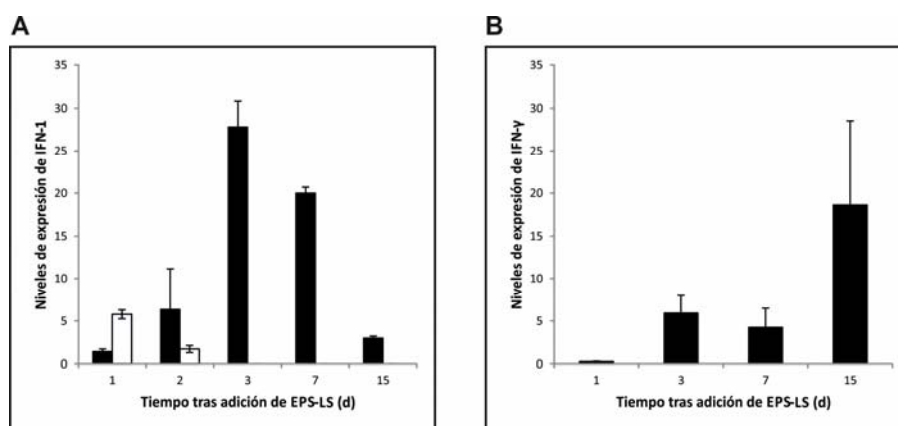 A
Niveles de expresión de IFN-1
35
30
25
20
15
10
5
0
1 2 3 7 15
Tiempo tras adición de EPS-LS (d)
B
Niveles de expresión de IFN-γ
35
30
25
20
15
10
5
0
1 3 7 15
Tiempo tras adición de EPS-LS (d)